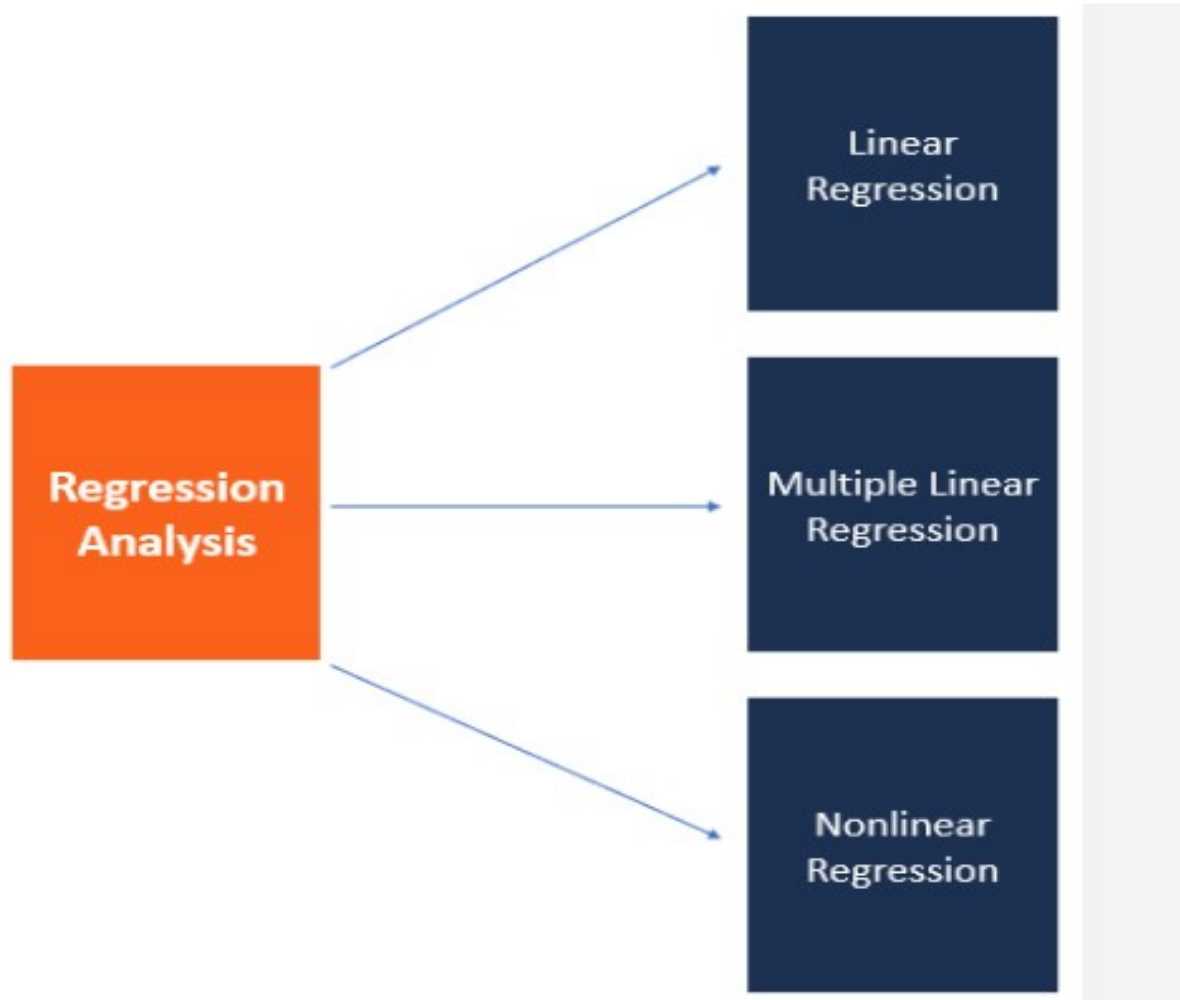 Linear
Regression
Regression
Analysis
Multiple Linear
Regression
Nonlinear
Regression